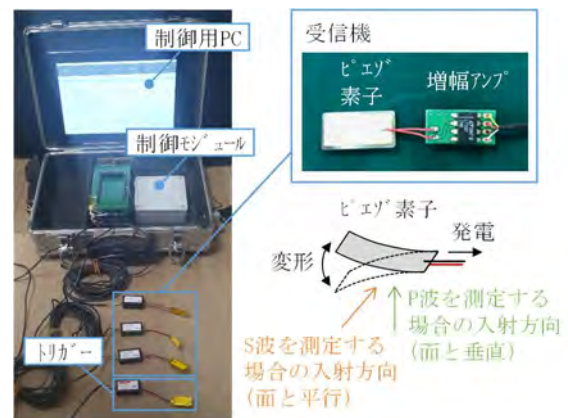 制御用PC
制御ﾓｼﾞｭｰﾙ
ﾄﾘｶﾞｰ
受信機
ﾋﾟｴｿﾞ
素子
増幅ｱﾝﾌﾟ
ﾋﾟｴｿﾞ素子
発電
変形
P波を測定する
場合の入射方向
(面と垂直)
S波を測定する
場合の入射方向
(面と平行)